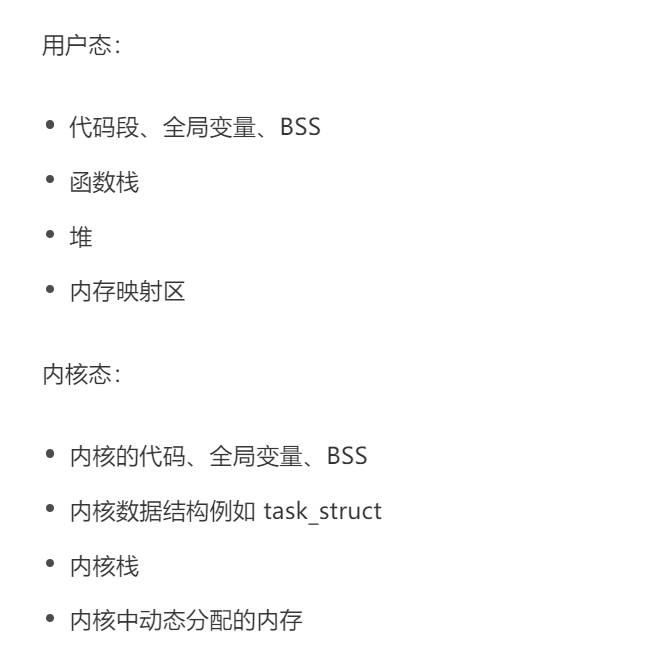 用户态：
代码段、全局变量、BSS
函数栈
堆
内存映射区
内核态：
内核的代码、全局变量、BSS
内核数据结构例如 task_struct
内核栈
内核中动态分配的内存